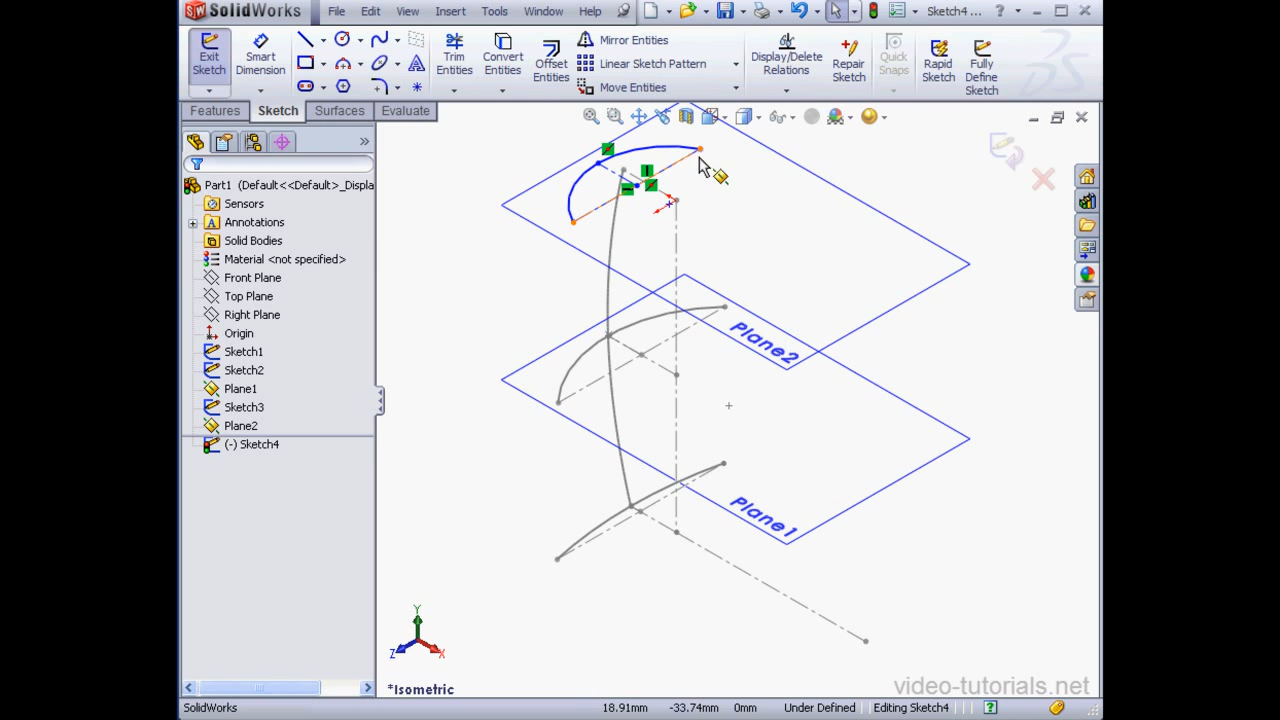 SolidWorks File Edit View Insert Tools Window Help Sketch4 ...
Exit Sketch
Smart Dimension
Trim Entities
Convert Entities
Offset Entities
Mirror Entities
Linear Sketch Pattern
Move Entities
Display/Delete Relations
Repair Sketch
Quick Snaps
Rapid Sketch
Fully Define Sketch
Features Sketch Surfaces Evaluate
Part1 (Default<<Default>_Displa
Sensors
Annotations
Solid Bodies
Material <not specified>
Front Plane
Top Plane
Right Plane
Origin
Sketch1
Sketch2
Plane1
Sketch3
Plane2
(-) Sketch4
Plane2
Plane1
Y
Z
X
*Isometric
video-tutorials.net
SolidWorks 18.91mm -33.74mm 0mm Under Defined Editing Sketch4